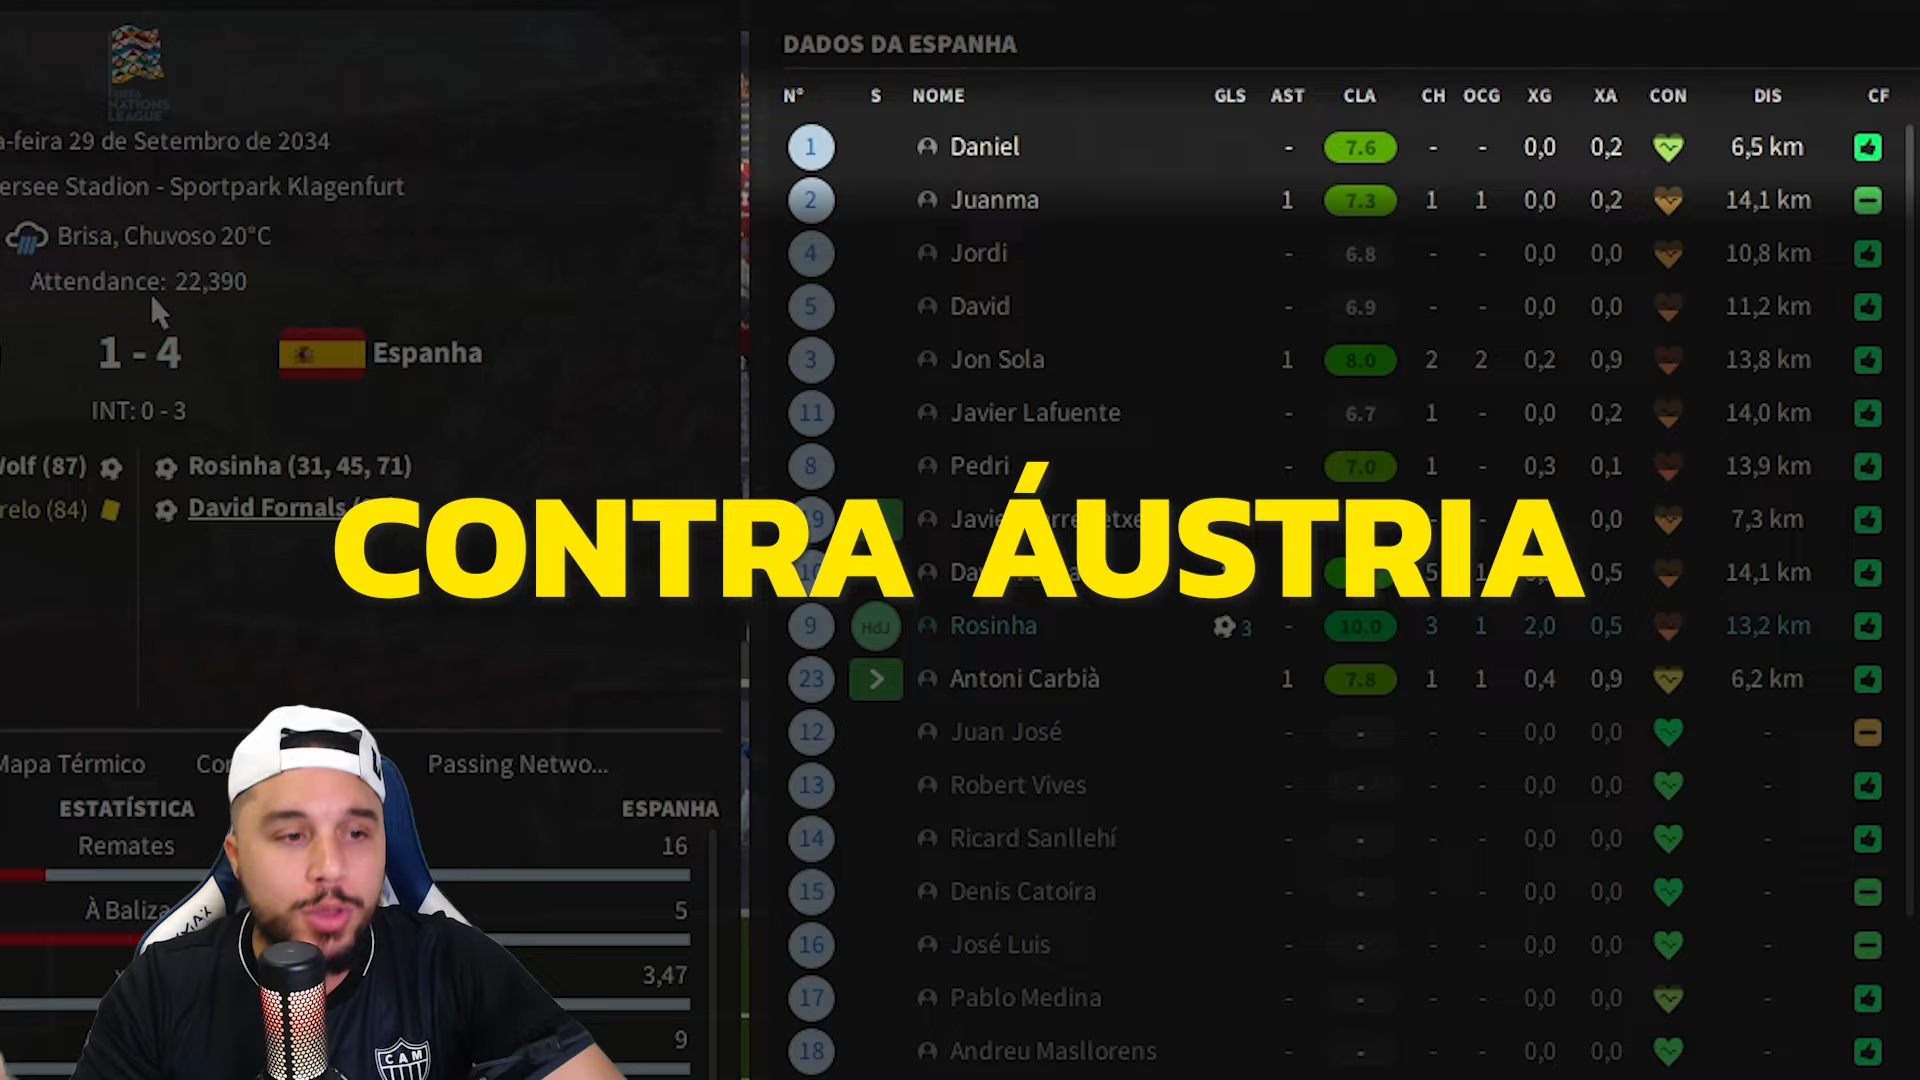 UEFA
NATIONS
LEAGUE
a-feira 29 de Setembro de 2034
ersee Stadion - Sportpark Klagenfurt
Brisa, Chuvoso 20°C
Attendance: 22,390
1 - 4 Espanha
INT: 0 - 3
Wolf (87) Rosinha (31, 45, 71)
relo (84) David Fornals
CONTRA ÁUSTRIA
Mapa Térmico Passing Netwo...
ESTATÍSTICA ESPANHA
Remates 16
À Baliza 5
3,47
9
CAM
DADOS DA ESPANHA
N° S NOME GLS AST CLA CH OCG XG XA CON DIS CF
1 Daniel - 7.6 - - 0,0 0,2 6,5 km
2 Juanma 1 7.3 1 1 0,0 0,2 14,1 km
4 Jordi - 6.8 - - 0,0 0,0 10,8 km
5 David - 6.9 - - 0,0 0,0 11,2 km
3 Jon Sola 1 8.0 2 2 0,2 0,9 13,8 km
11 Javier Lafuente - 6.7 1 - 0,0 0,2 14,0 km
8 Pedri - 7.0 1 - 0,3 0,1 13,9 km
19 0,0 7,3 km
10 5 1 0,5 14,1 km
9 HdJ Rosinha 3 - 10.0 3 1 2,0 0,5 13,2 km
23 Antoni Carbià 1 7.8 1 1 0,4 0,9 6,2 km
12 Juan José - - - - 0,0 0,0 -
13 Robert Vives - - - - 0,0 0,0 -
14 Ricard Sanllehí - - - - 0,0 0,0 -
15 Denis Catoira - - - - 0,0 0,0 -
16 José Luis - - - - 0,0 0,0 -
17 Pablo Medina - - - - 0,0 0,0 -
18 Andreu Masllorens - - - - 0,0 0,0 -